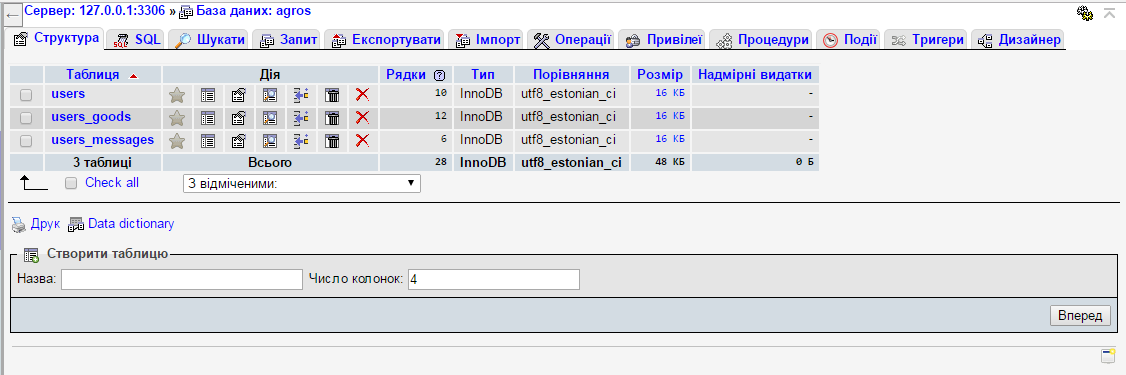 Сервер: 127.0.0.1:3306 » База даних: agros
Структура SQL Шукати Запит Експортувати Імпорт Операції Привілеї Процедури Події Тригери Дизайнер
Таблиця Дія Рядки Тип Порівняння Розмір Надмірні видатки
users 10 InnoDB utf8_estonian_ci 16 КБ -
users_goods 12 InnoDB utf8_estonian_ci 16 КБ -
users_messages 6 InnoDB utf8_estonian_ci 16 КБ -
3 таблиці Всього 28 InnoDB utf8_estonian_ci 48 КБ 0 Б
Check all З відміченими:
Друк Data dictionary
Створити таблицю
Назва: Число колонок: 4
Вперед